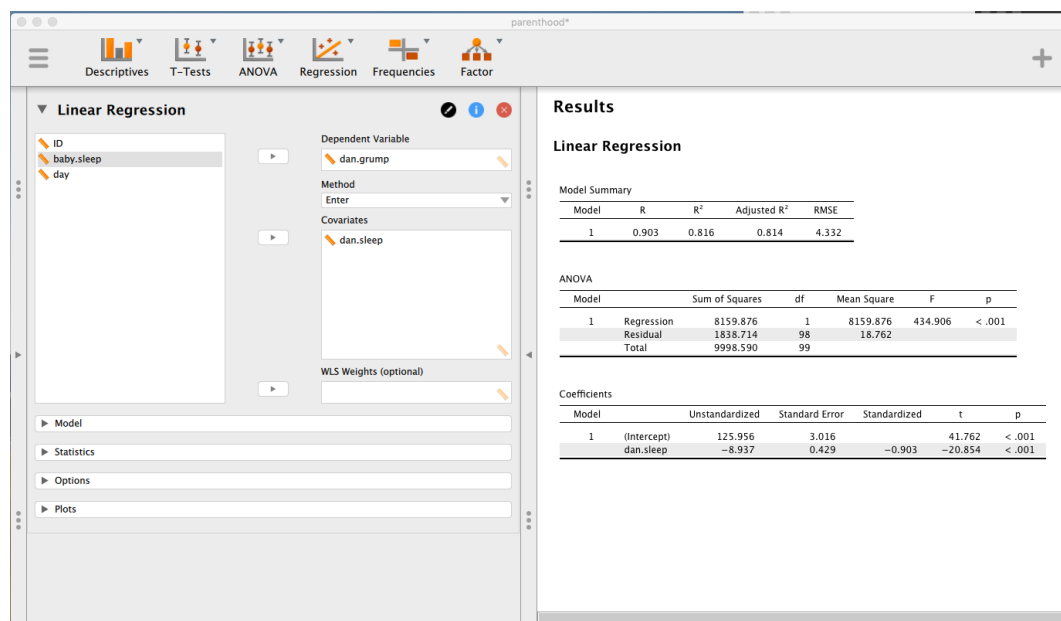 parenthood*
Descriptives T-Tests ANOVA Regression Frequencies Factor
Linear Regression
ID
baby.sleep
day
Dependent Variable
dan.grump
Method
Enter
Covariates
dan.sleep
WLS Weights (optional)
Model
Statistics
Options
Plots
Results
Linear Regression
Model Summary
Model R R² Adjusted R² RMSE
1 0.903 0.816 0.814 4.332
ANOVA
Model Sum of Squares df Mean Square F p
1 Regression 8159.876 1 8159.876 434.906 < .001
Residual 1838.714 98 18.762
Total 9998.590 99
Coefficients
Model Unstandardized Standard Error Standardized t p
1 (Intercept) 125.956 3.016 41.762 < .001
dan.sleep −8.937 0.429 −0.903 −20.854 < .001